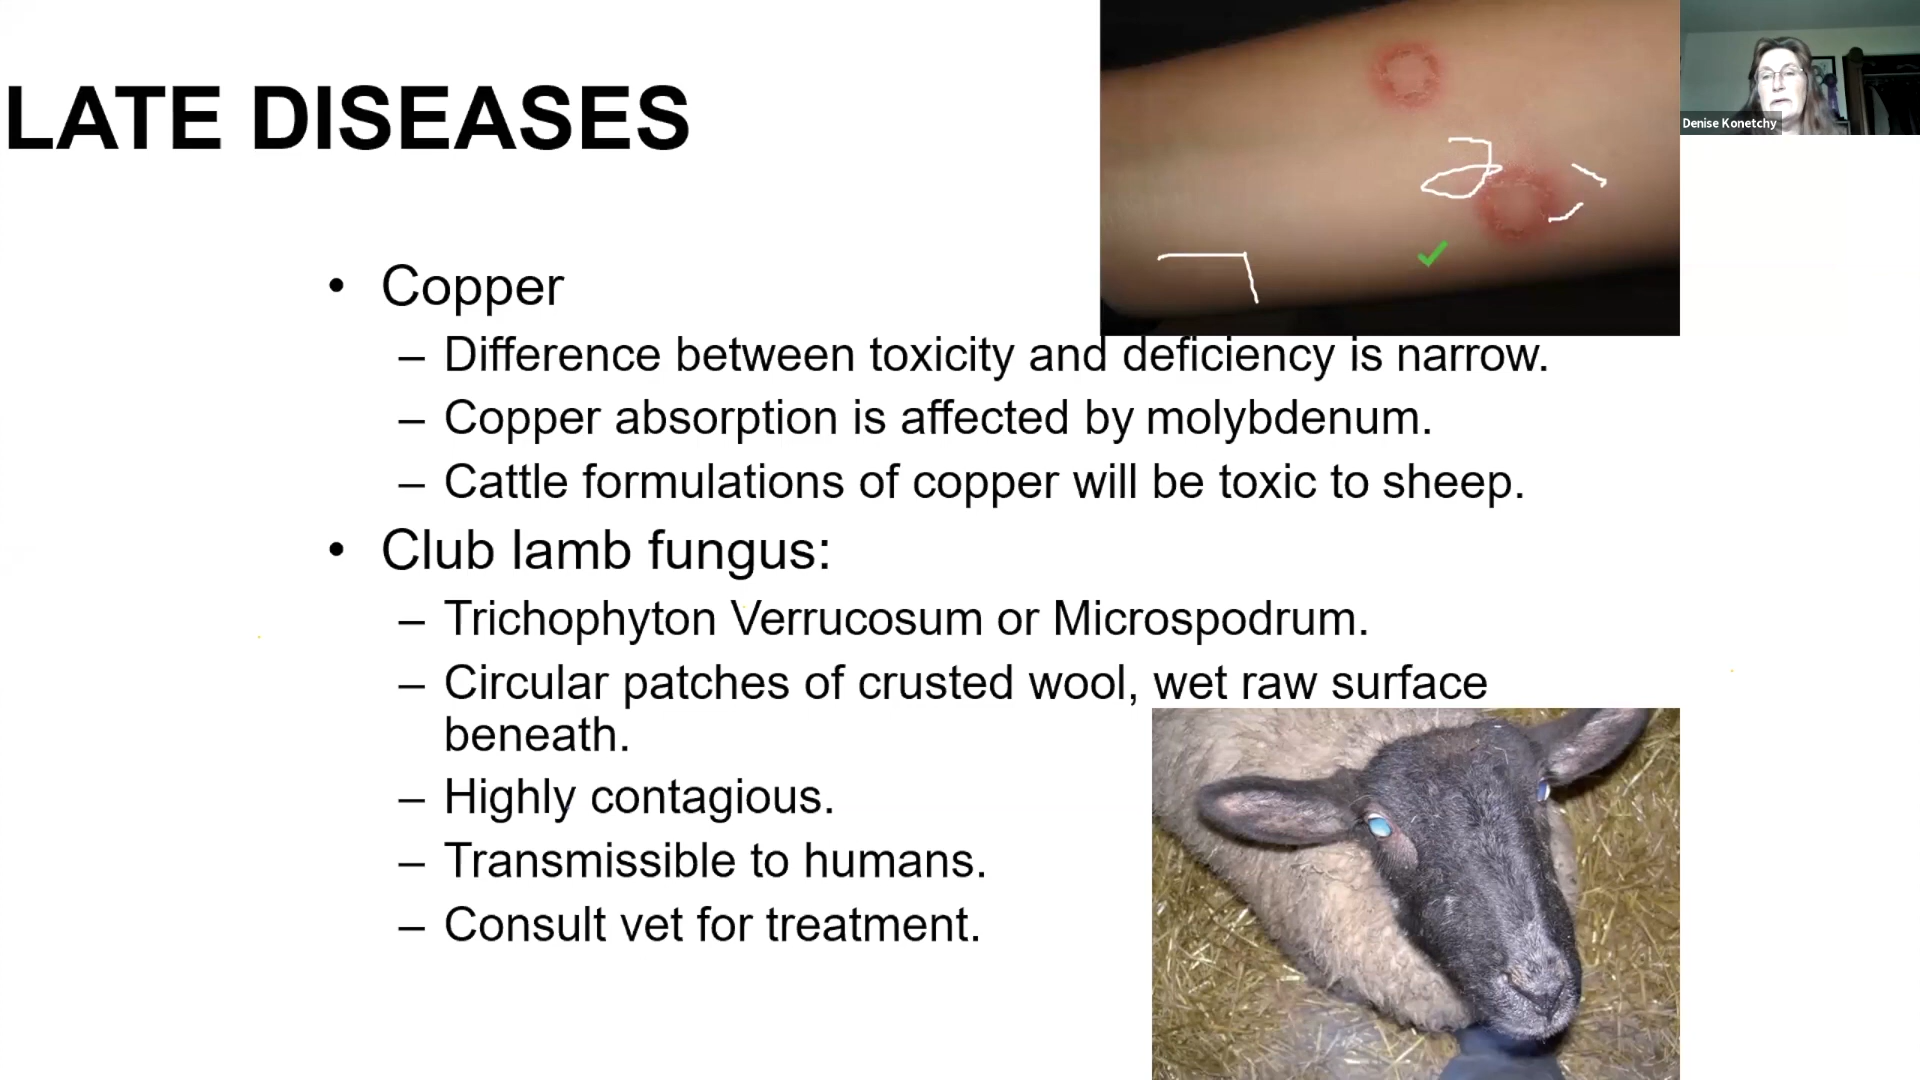 LATE DISEASES
Denise Konetchy
• Copper
– Difference between toxicity and deficiency is narrow.
– Copper absorption is affected by molybdenum.
– Cattle formulations of copper will be toxic to sheep.
• Club lamb fungus:
– Trichophyton Verrucosum or Microspodrum.
– Circular patches of crusted wool, wet raw surface
beneath.
– Highly contagious.
– Transmissible to humans.
– Consult vet for treatment.